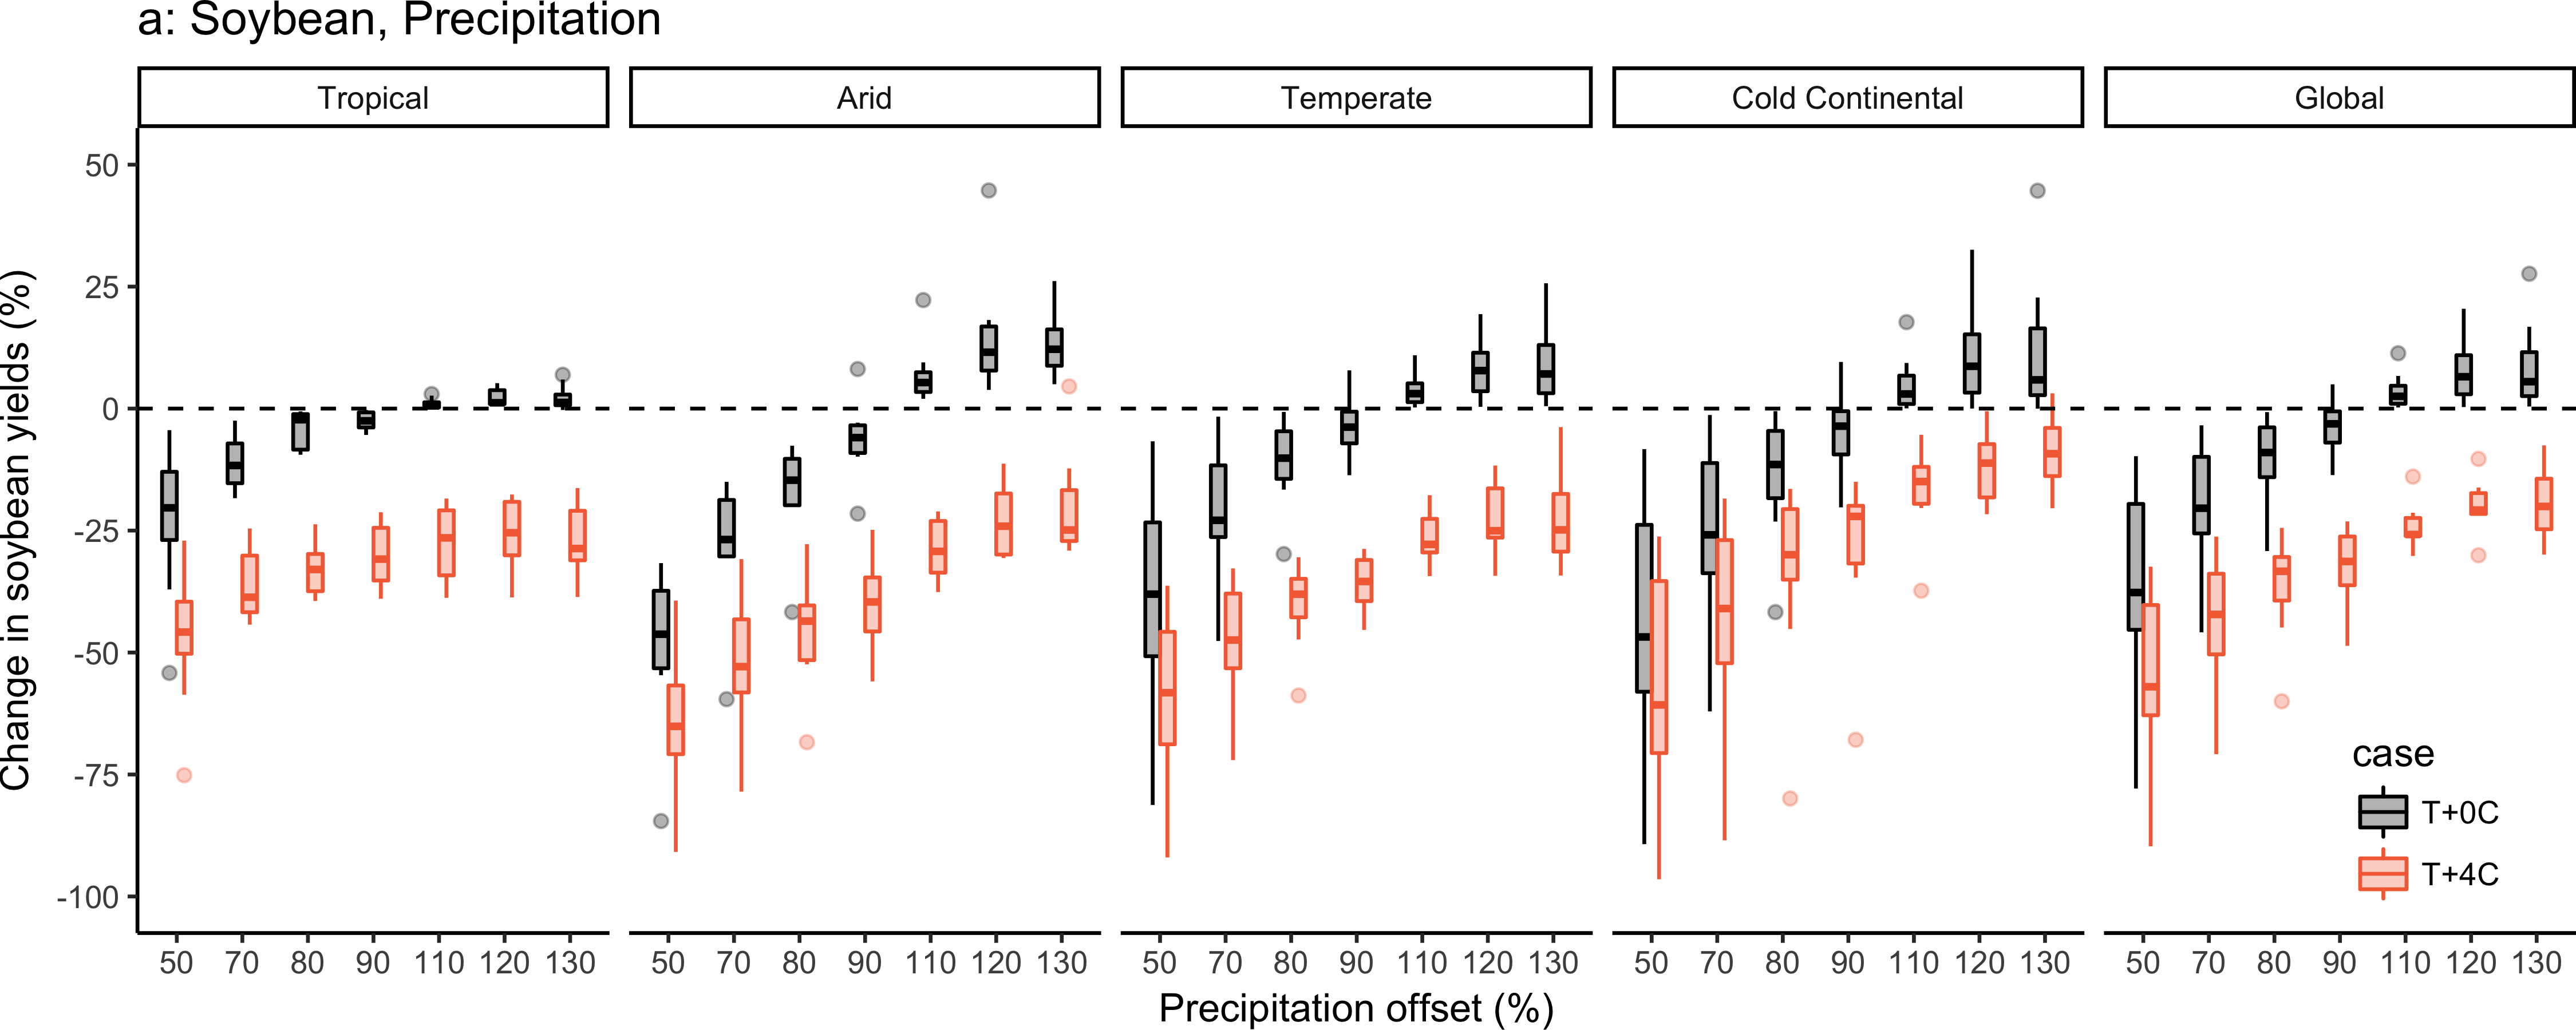 a: Soybean, Precipitation
Tropical Arid Temperate Cold Continental Global
Change in soybean yields (%)
50
25
0
-25
-50
-75
-100
case
T+0C
T+4C
50 70 80 90 110 120 130 50 70 80 90 110 120 130 50 70 80 90 110 120 130 50 70 80 90 110 120 130 50 70 80 90 110 120 130
Precipitation offset (%)